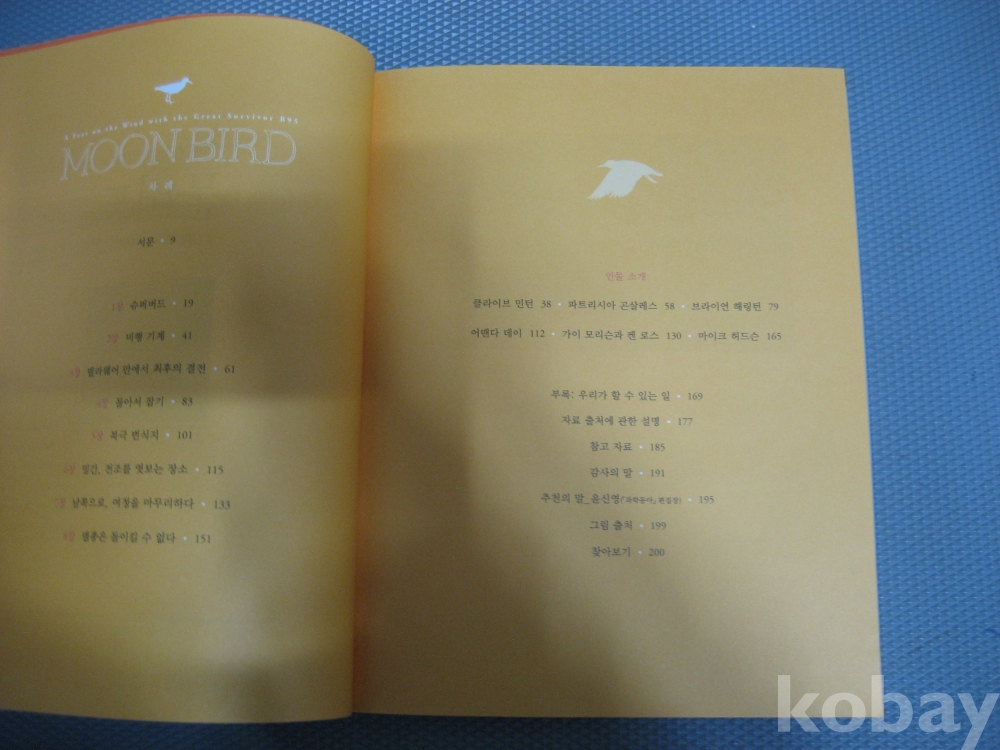 A Year on the Wind with the Great Survivor B95
MOONBIRD
차례
서문 • 9
1장 슈퍼버드 • 19
2장 비행 기계 • 41
3장 델라웨어 만에서 최후의 결전 • 61
4장 돌아서 잡기 • 83
5장 북극 번식지 • 101
6장 밍간, 전조를 엿보는 장소 • 115
7장 남쪽으로, 여정을 마무리하다 • 133
8장 멸종은 돌이킬 수 없다 • 151
인물 소개
클라이브 민턴 38 • 파트리시아 곤살레스 58 • 브라이언 해링턴 79
어맨다 데이 112 • 가이 모리슨과 켄 로스 130 • 마이크 허드슨 165
부록: 우리가 할 수 있는 일 • 169
자료 출처에 관한 설명 • 177
참고 자료 • 185
감사의 말 • 191
추천의 말_윤신영(『과학동아』 편집장) • 195
그림 출처 • 199
찾아보기 • 200
kobay